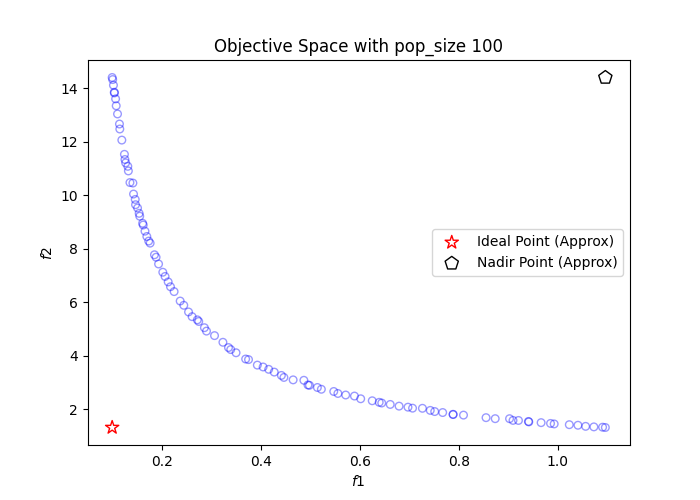 Objective Space with pop_size 100
14
12
10
8
6
4
2
f2
Ideal Point (Approx)
Nadir Point (Approx)
0.2 0.4 0.6 0.8 1.0
f1